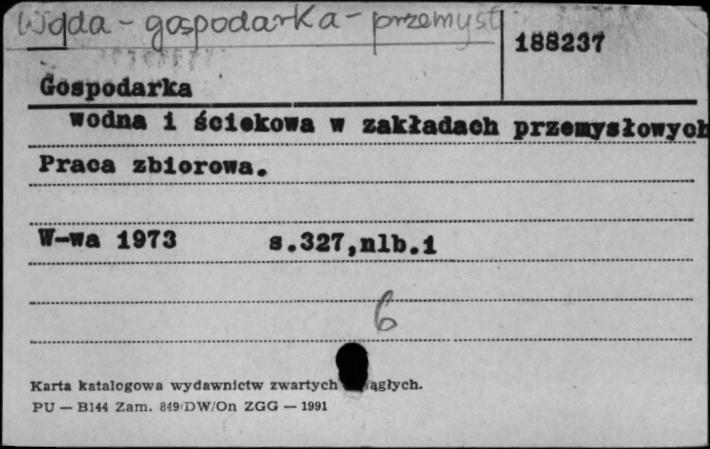 Woda - gospodarka - przemysł
188237
Gospodarka
wodna i ściekowa w zakładach przemysłowych
Praca zbiorowa.
W-wa 1973 s.327,nlb.1
6
Karta katalogowa wydawnictw zwartych ągłych.
PU — B144 Zam. 849/DW/On ZGG — 1991